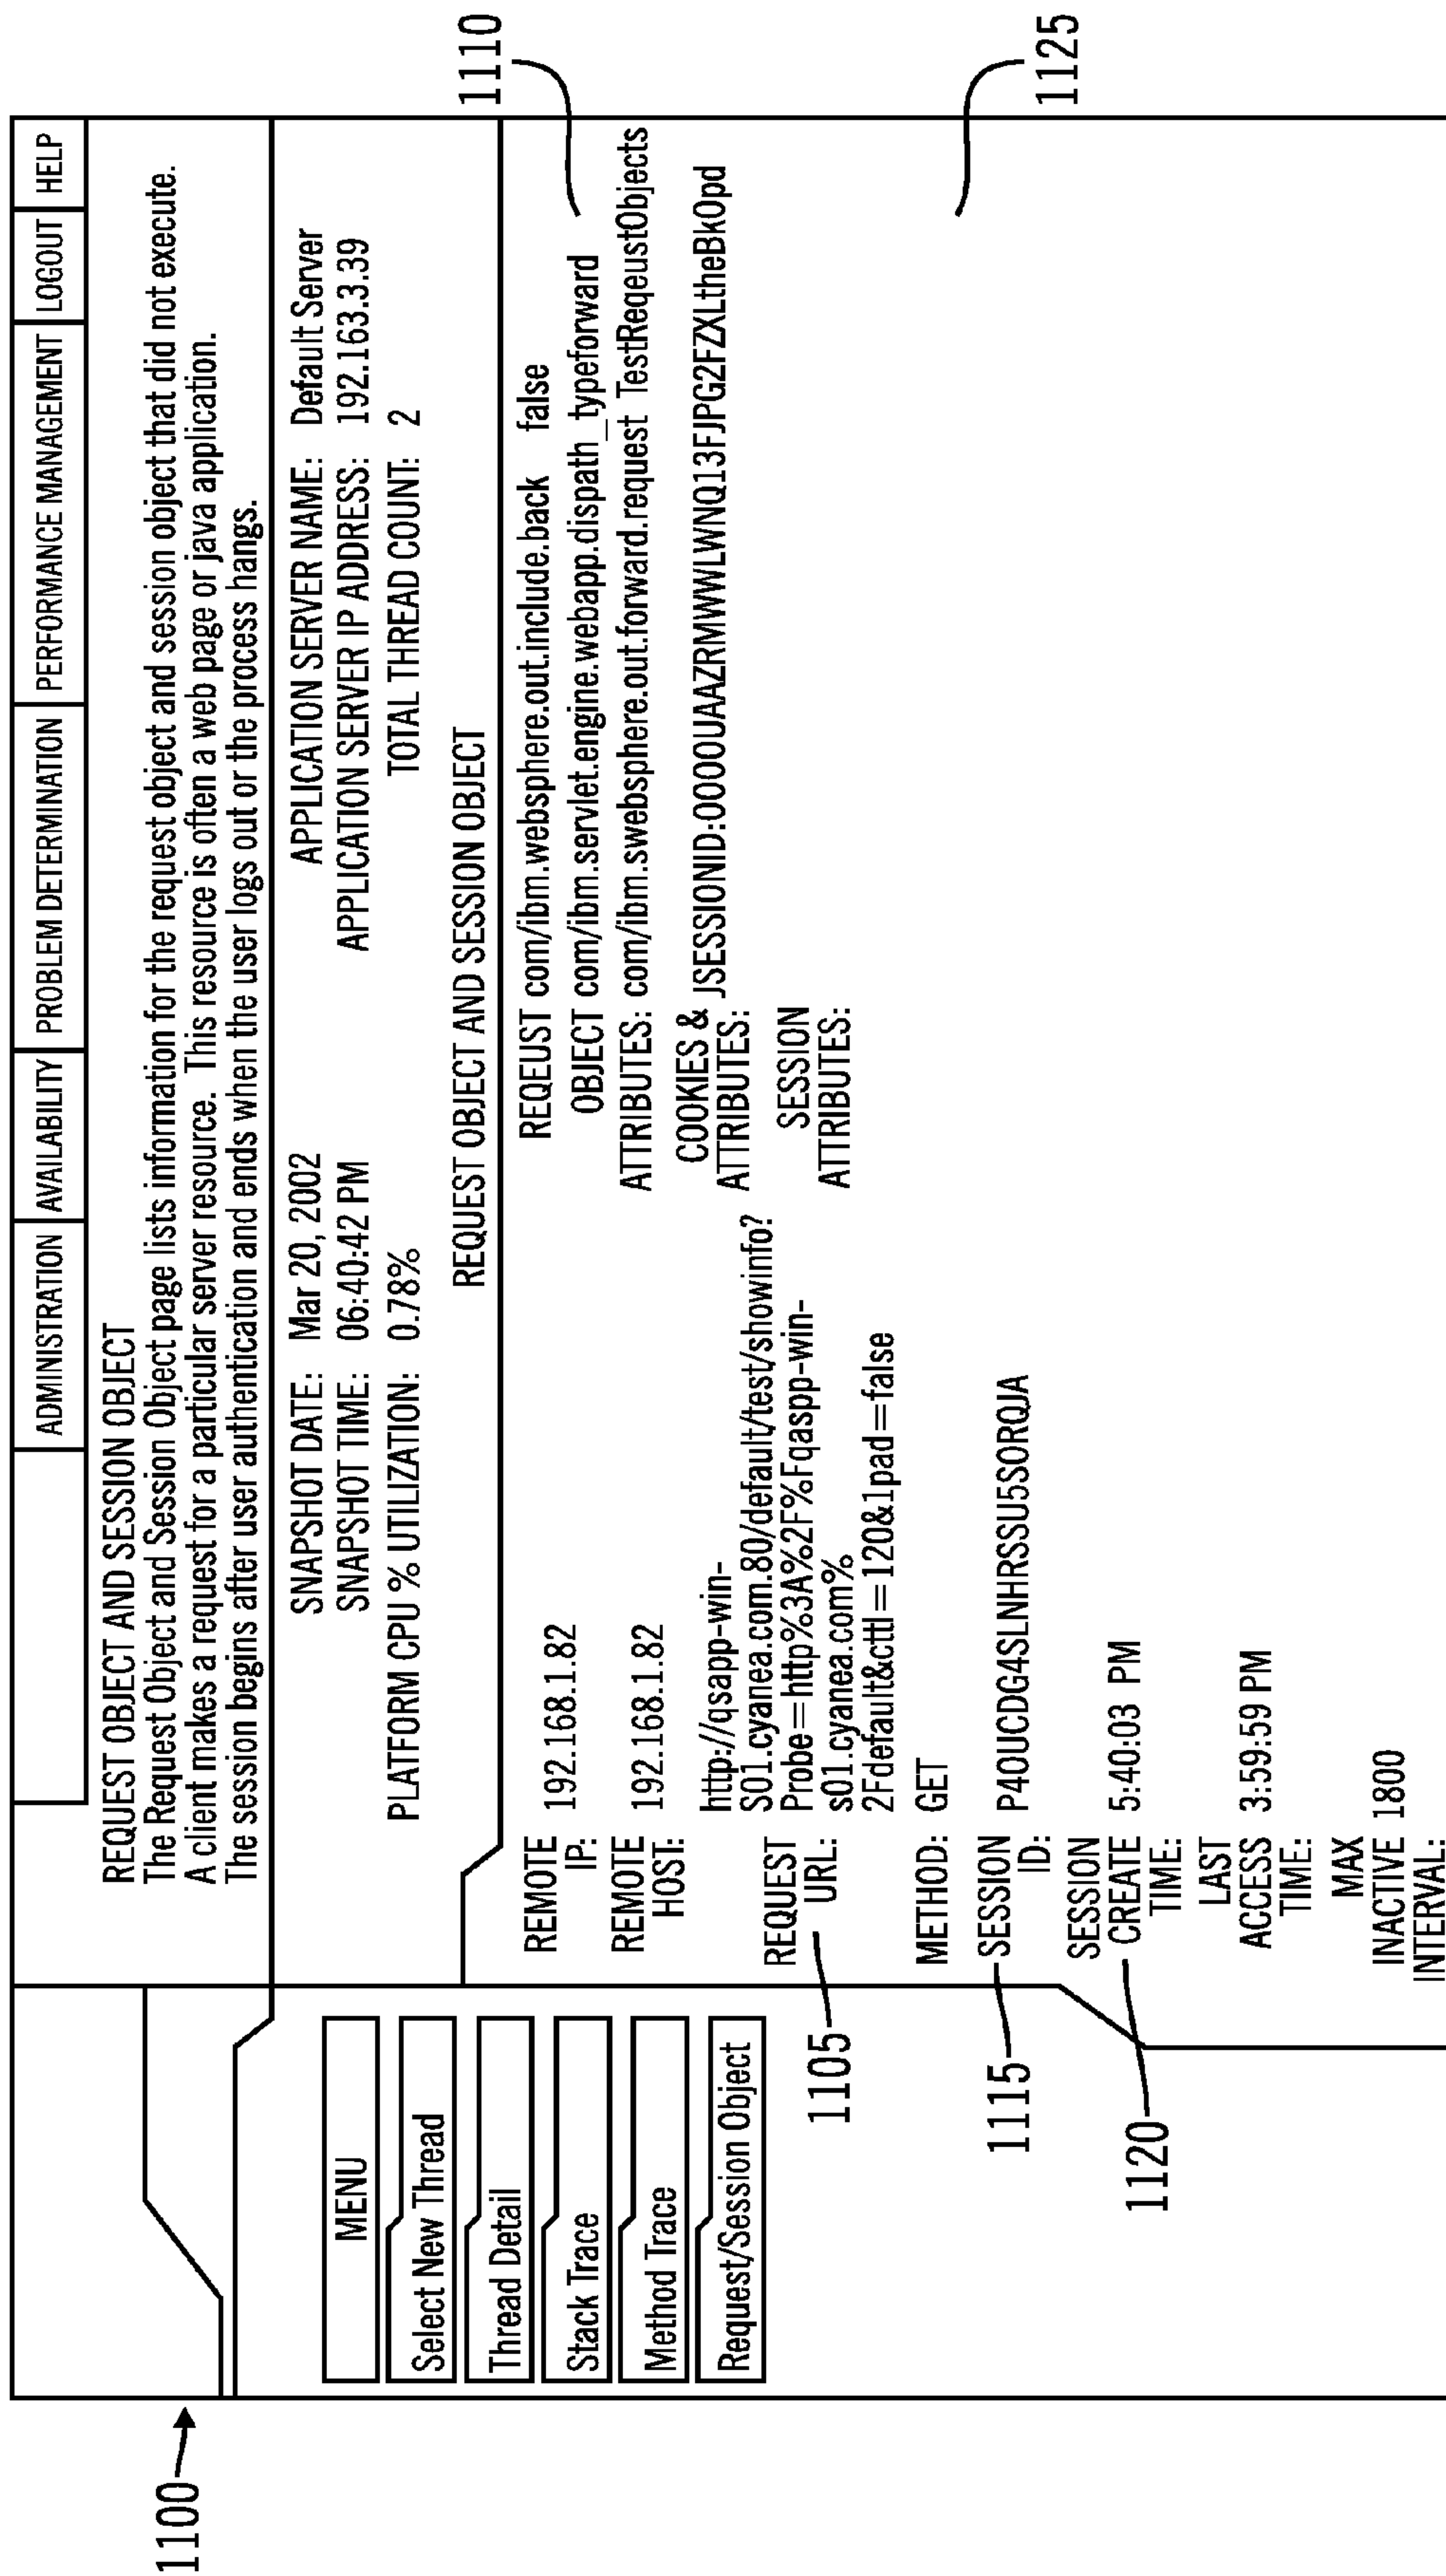 1100
ADMINISTRATION AVAILABILITY PROBLEM DETERMINATION PERFORMANCE MANAGEMENT LOGOUT HELP
REQUEST OBJECT AND SESSION OBJECT
The Request Object and Session Object page lists information for the request object and session object that did not execute.
A client makes a request for a particular server resource. This resource is often a web page or java application.
The session begins after user authentication and ends when the user logs out or the process hangs.
SNAPSHOT DATE: Mar 20, 2002
SNAPSHOT TIME: 06:40:42 PM
PLATFORM CPU % UTILIZATION: 0.78%
APPLICATION SERVER NAME: Default Server
APPLICATION SERVER IP ADDRESS: 192.163.3.39
TOTAL THREAD COUNT: 2
MENU
Select New Thread
Thread Detail
Stack Trace
Method Trace
Request/Session Object
REQUEST OBJECT AND SESSION OBJECT
REMOTE
IP: 192.168.1.82
REMOTE
HOST: 192.168.1.82
REQUEST
URL:
http://qsapp-win-
S01.cyanea.com.80/default/test/showinfo?
Probe=http%3A%2F%Fqaspp-win-
s01.cyanea.com%
2Fdefault&cttl=120&1pad=false
METHOD: GET
SESSION
ID: P40UCDG4SLNHRSSU5SORQJA
SESSION
CREATE 5:40:03 PM
TIME:
LAST
ACCESS 3:59:59 PM
TIME:
MAX
INACTIVE 1800
INTERVAL:
REQEUST com/ibm.websphere.out.include.back false
OBJECT com/ibm.servlet.engine.webapp.dispath_typeforward
ATTRIBUTES: com/ibm.swebsphere.out.forward.request_TestReqeustObjects
COOKIES &
ATTRIBUTES: JSESSIONID:0000UAAZRMWWLWNQ13FJPG2FZXLtheBkOpd
SESSION
ATTRIBUTES:
1105
1115
1120
1110
1125